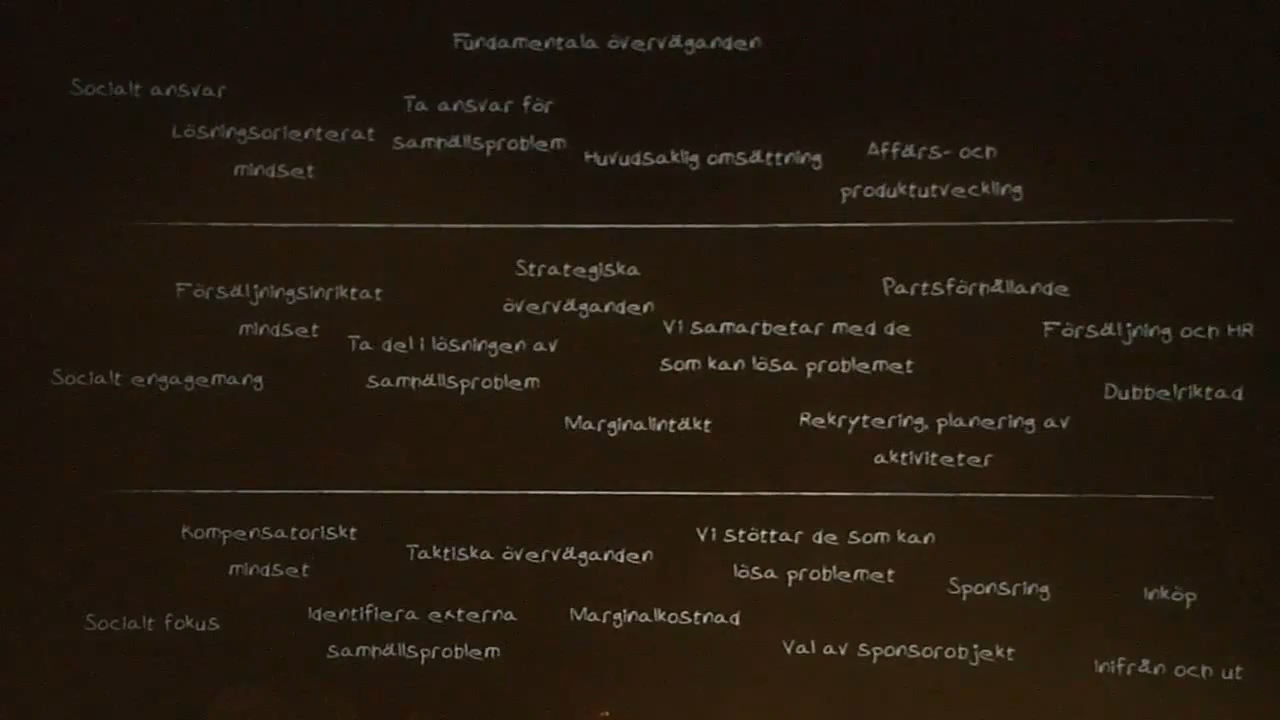 Fundamentala överväganden
Socialt ansvar
Lösningsorienterat
mindset
Ta ansvar för
samhällsproblem
Huvudsaklig omsättning
Affärs- och
produktutveckling
Försäljningsinriktat
mindset
Strategiska
överväganden
Partsförhållande
Vi samarbetar med de
som kan lösa problemet
Försäljning och HR
Ta del i lösningen av
samhällsproblem
Socialt engagemang
Dubbelriktad
Marginalintäkt
Rekrytering, planering av
aktiviteter
Kompensatoriskt
mindset
Taktiska överväganden
Vi stöttar de som kan
lösa problemet
Sponsring
Inköp
Socialt fokus
Identifiera externa
samhällsproblem
Marginalkostnad
Val av sponsorobjekt
Inifrån och ut